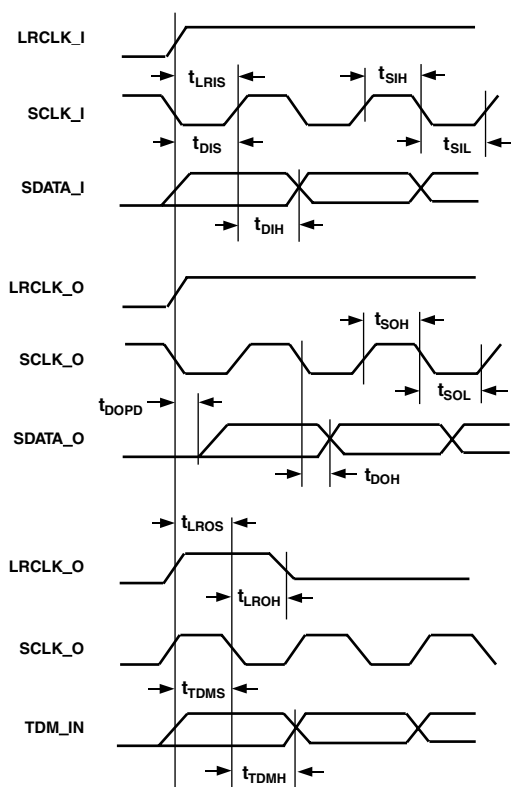 LRCLK_I
tLRIS
tSIH
SCLK_I
tDIS
tSIL
SDATA_I
tDIH
LRCLK_O
tSOH
SCLK_O
tSOL
tDOPD
SDATA_O
tDOH
tLROS
LRCLK_O
tLROH
SCLK_O
tTDMS
TDM_IN
tTDMH